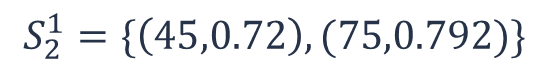 $S_2^1 = \{(45,0.72),(75,0.792)\}$